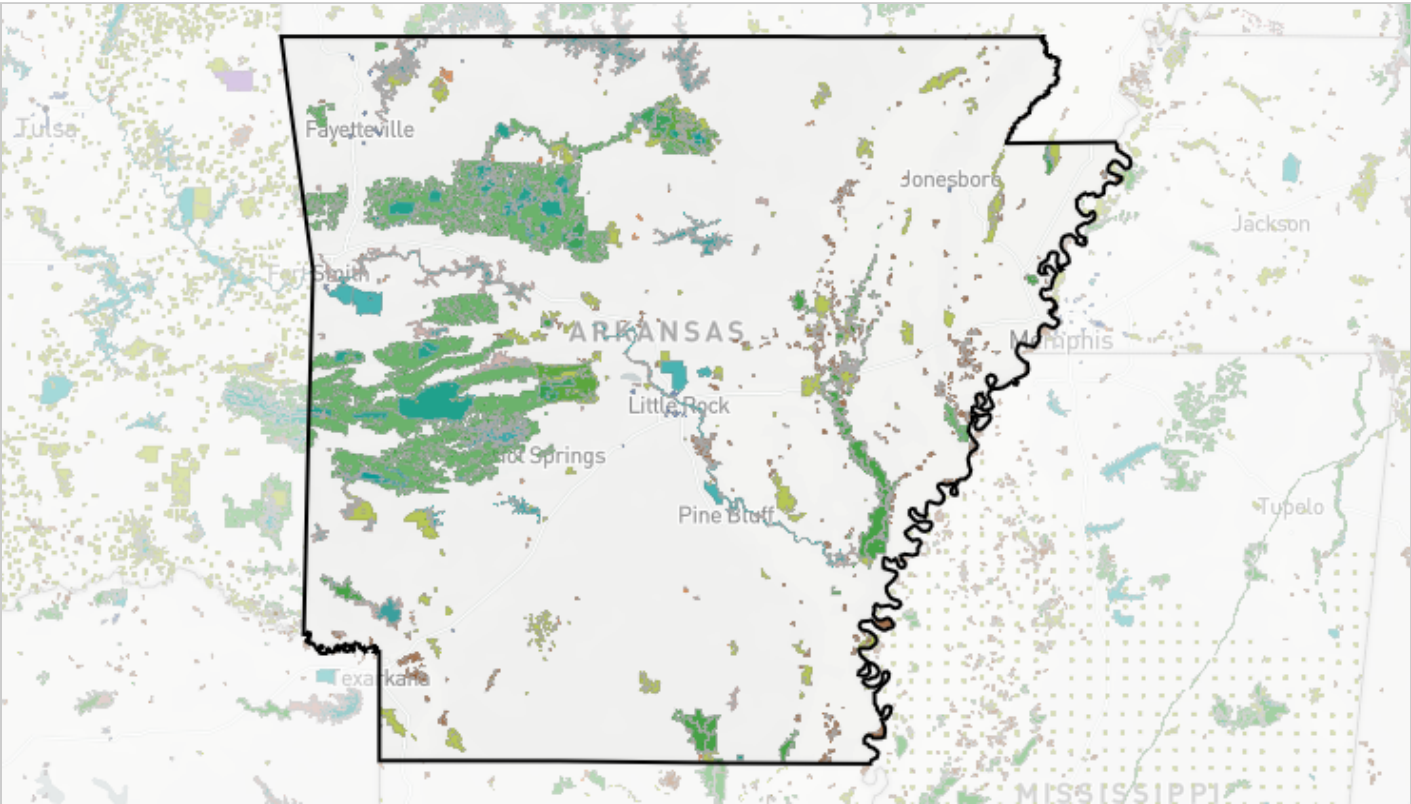 Tulsa
Fayetteville
Jonesboro
Jackson
Fort Smith
ARKANSAS
Memphis
Little Rock
Hot Springs
Pine Bluff
Tupelo
Texarkana
MISSISSIPPI